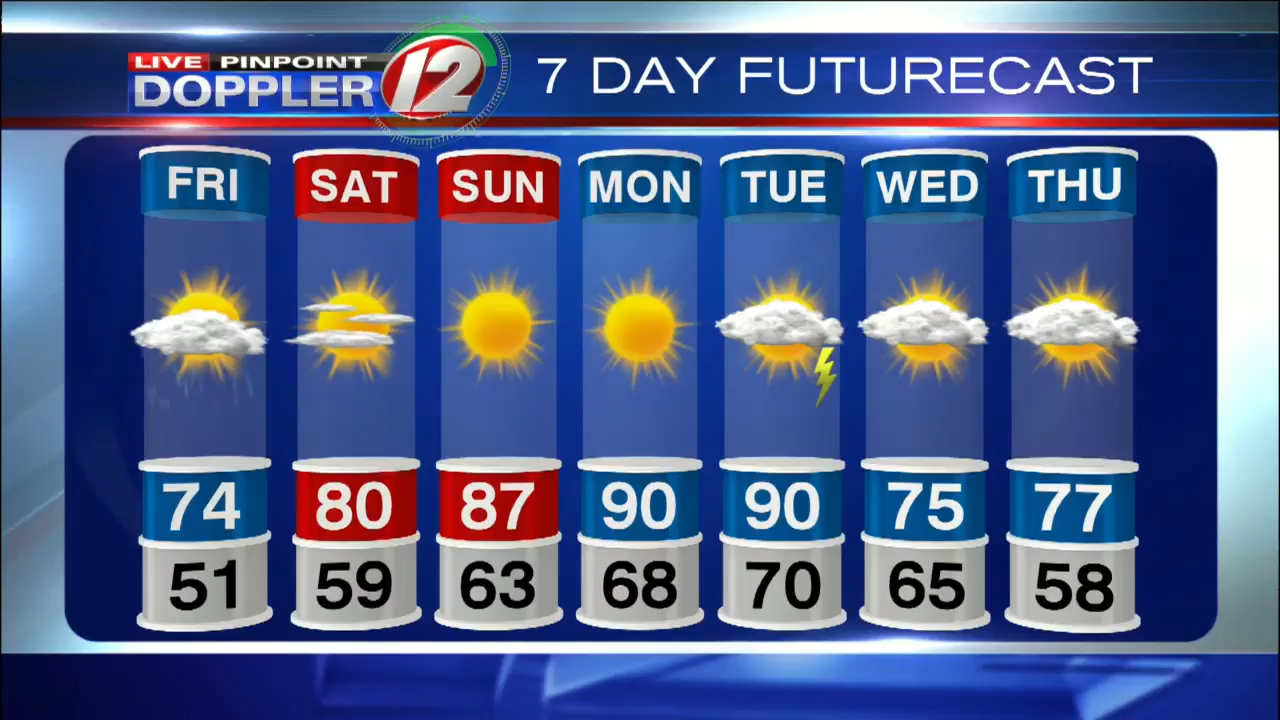 LIVE PINPOINT
DOPPLER 12
7 DAY FUTURECAST
FRI SAT SUN MON TUE WED THU
74 80 87 90 90 75 77
51 59 63 68 70 65 58